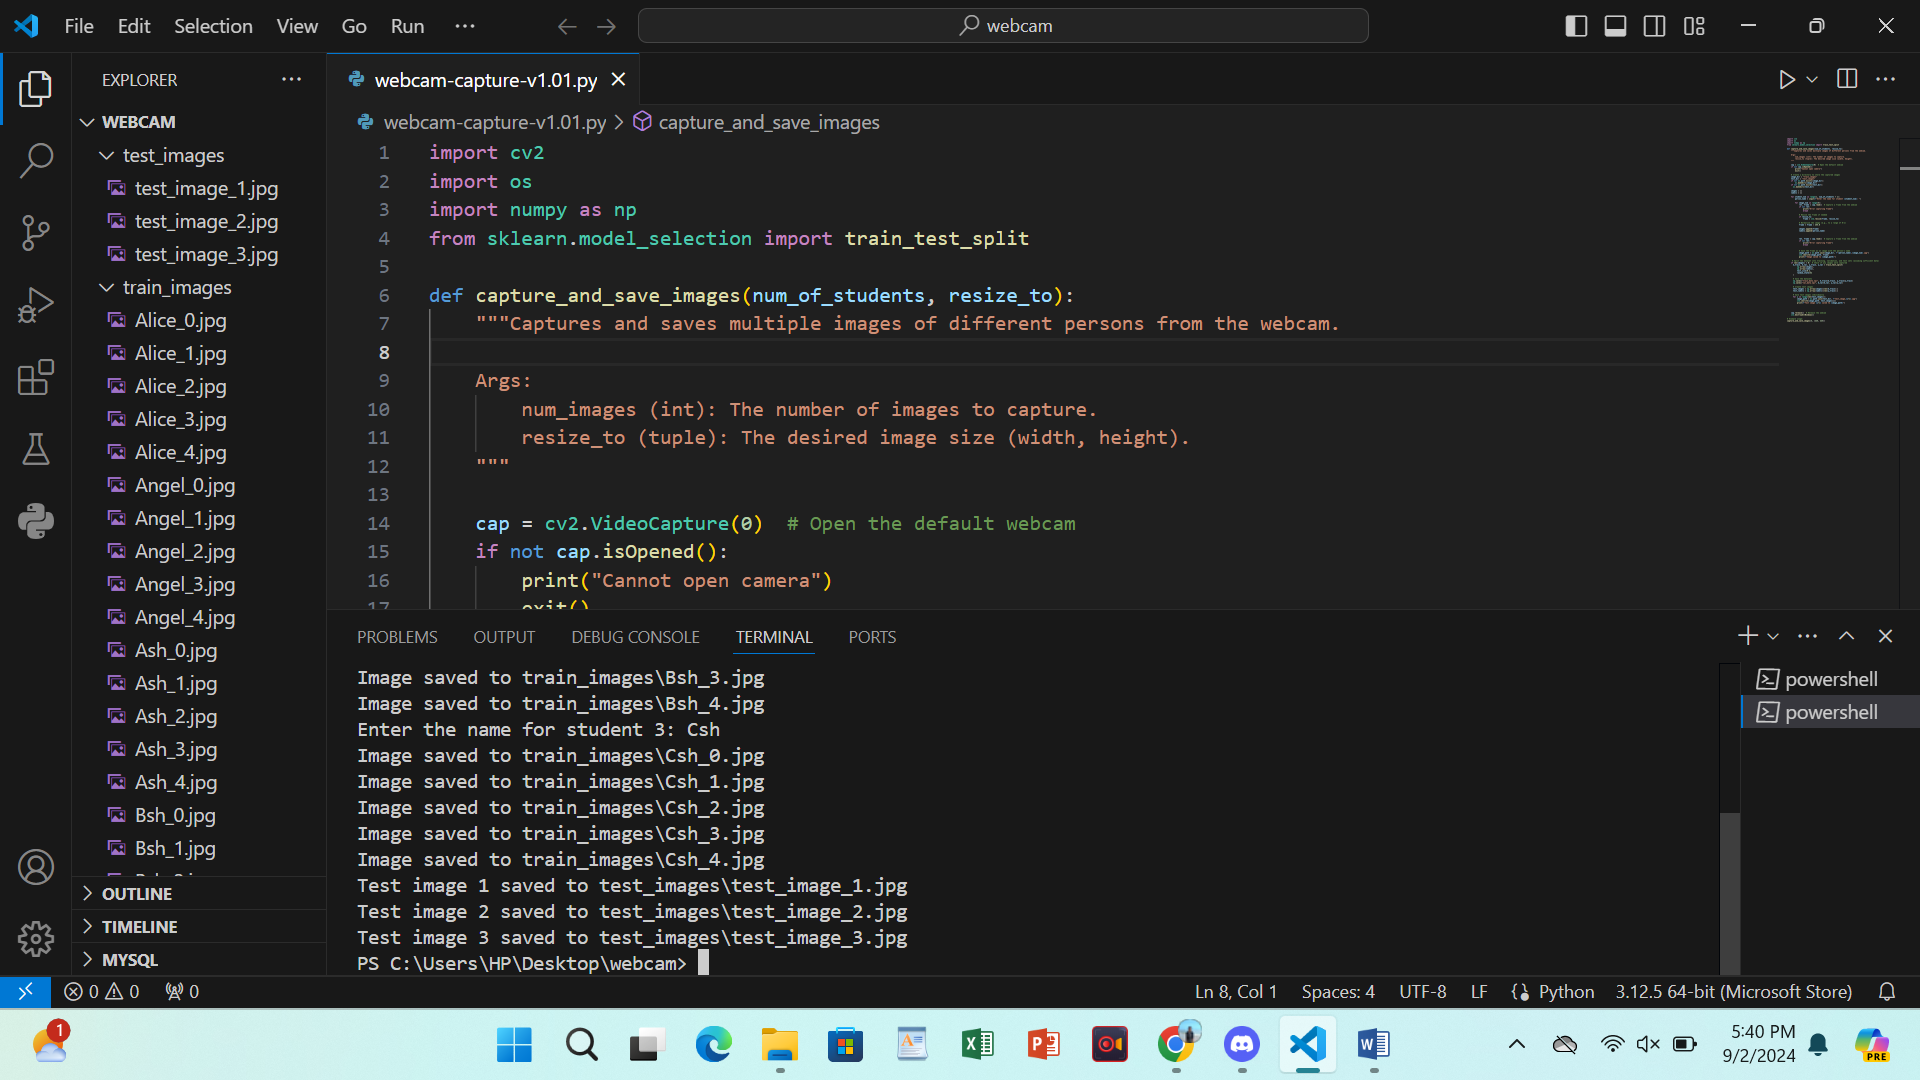 File Edit Selection View Go Run ···
webcam
EXPLORER
WEBCAM
test_images
test_image_1.jpg
test_image_2.jpg
test_image_3.jpg
train_images
Alice_0.jpg
Alice_1.jpg
Alice_2.jpg
Alice_3.jpg
Alice_4.jpg
Angel_0.jpg
Angel_1.jpg
Angel_2.jpg
Angel_3.jpg
Angel_4.jpg
Ash_0.jpg
Ash_1.jpg
Ash_2.jpg
Ash_3.jpg
Ash_4.jpg
Bsh_0.jpg
Bsh_1.jpg
OUTLINE
TIMELINE
MYSQL
webcam-capture-v1.01.py
webcam-capture-v1.01.py > capture_and_save_images
1 import cv2
2 import os
3 import numpy as np
4 from sklearn.model_selection import train_test_split
5
6 def capture_and_save_images(num_of_students, resize_to):
7 """Captures and saves multiple images of different persons from the webcam.
8
9 Args:
10 num_images (int): The number of images to capture.
11 resize_to (tuple): The desired image size (width, height).
12 """
13
14 cap = cv2.VideoCapture(0)  # Open the default webcam
15 if not cap.isOpened():
16 print("Cannot open camera")
17 exit()
PROBLEMS OUTPUT DEBUG CONSOLE TERMINAL PORTS
Image saved to train_images\Bsh_3.jpg
Image saved to train_images\Bsh_4.jpg
Enter the name for student 3: Csh
Image saved to train_images\Csh_0.jpg
Image saved to train_images\Csh_1.jpg
Image saved to train_images\Csh_2.jpg
Image saved to train_images\Csh_3.jpg
Image saved to train_images\Csh_4.jpg
Test image 1 saved to test_images\test_image_1.jpg
Test image 2 saved to test_images\test_image_2.jpg
Test image 3 saved to test_images\test_image_3.jpg
PS C:\Users\HP\Desktop\webcam>
powershell
powershell
0 0 0
Ln 8, Col 1 Spaces: 4 UTF-8 LF Python 3.12.5 64-bit (Microsoft Store)
1
5:40 PM
9/2/2024
PRE